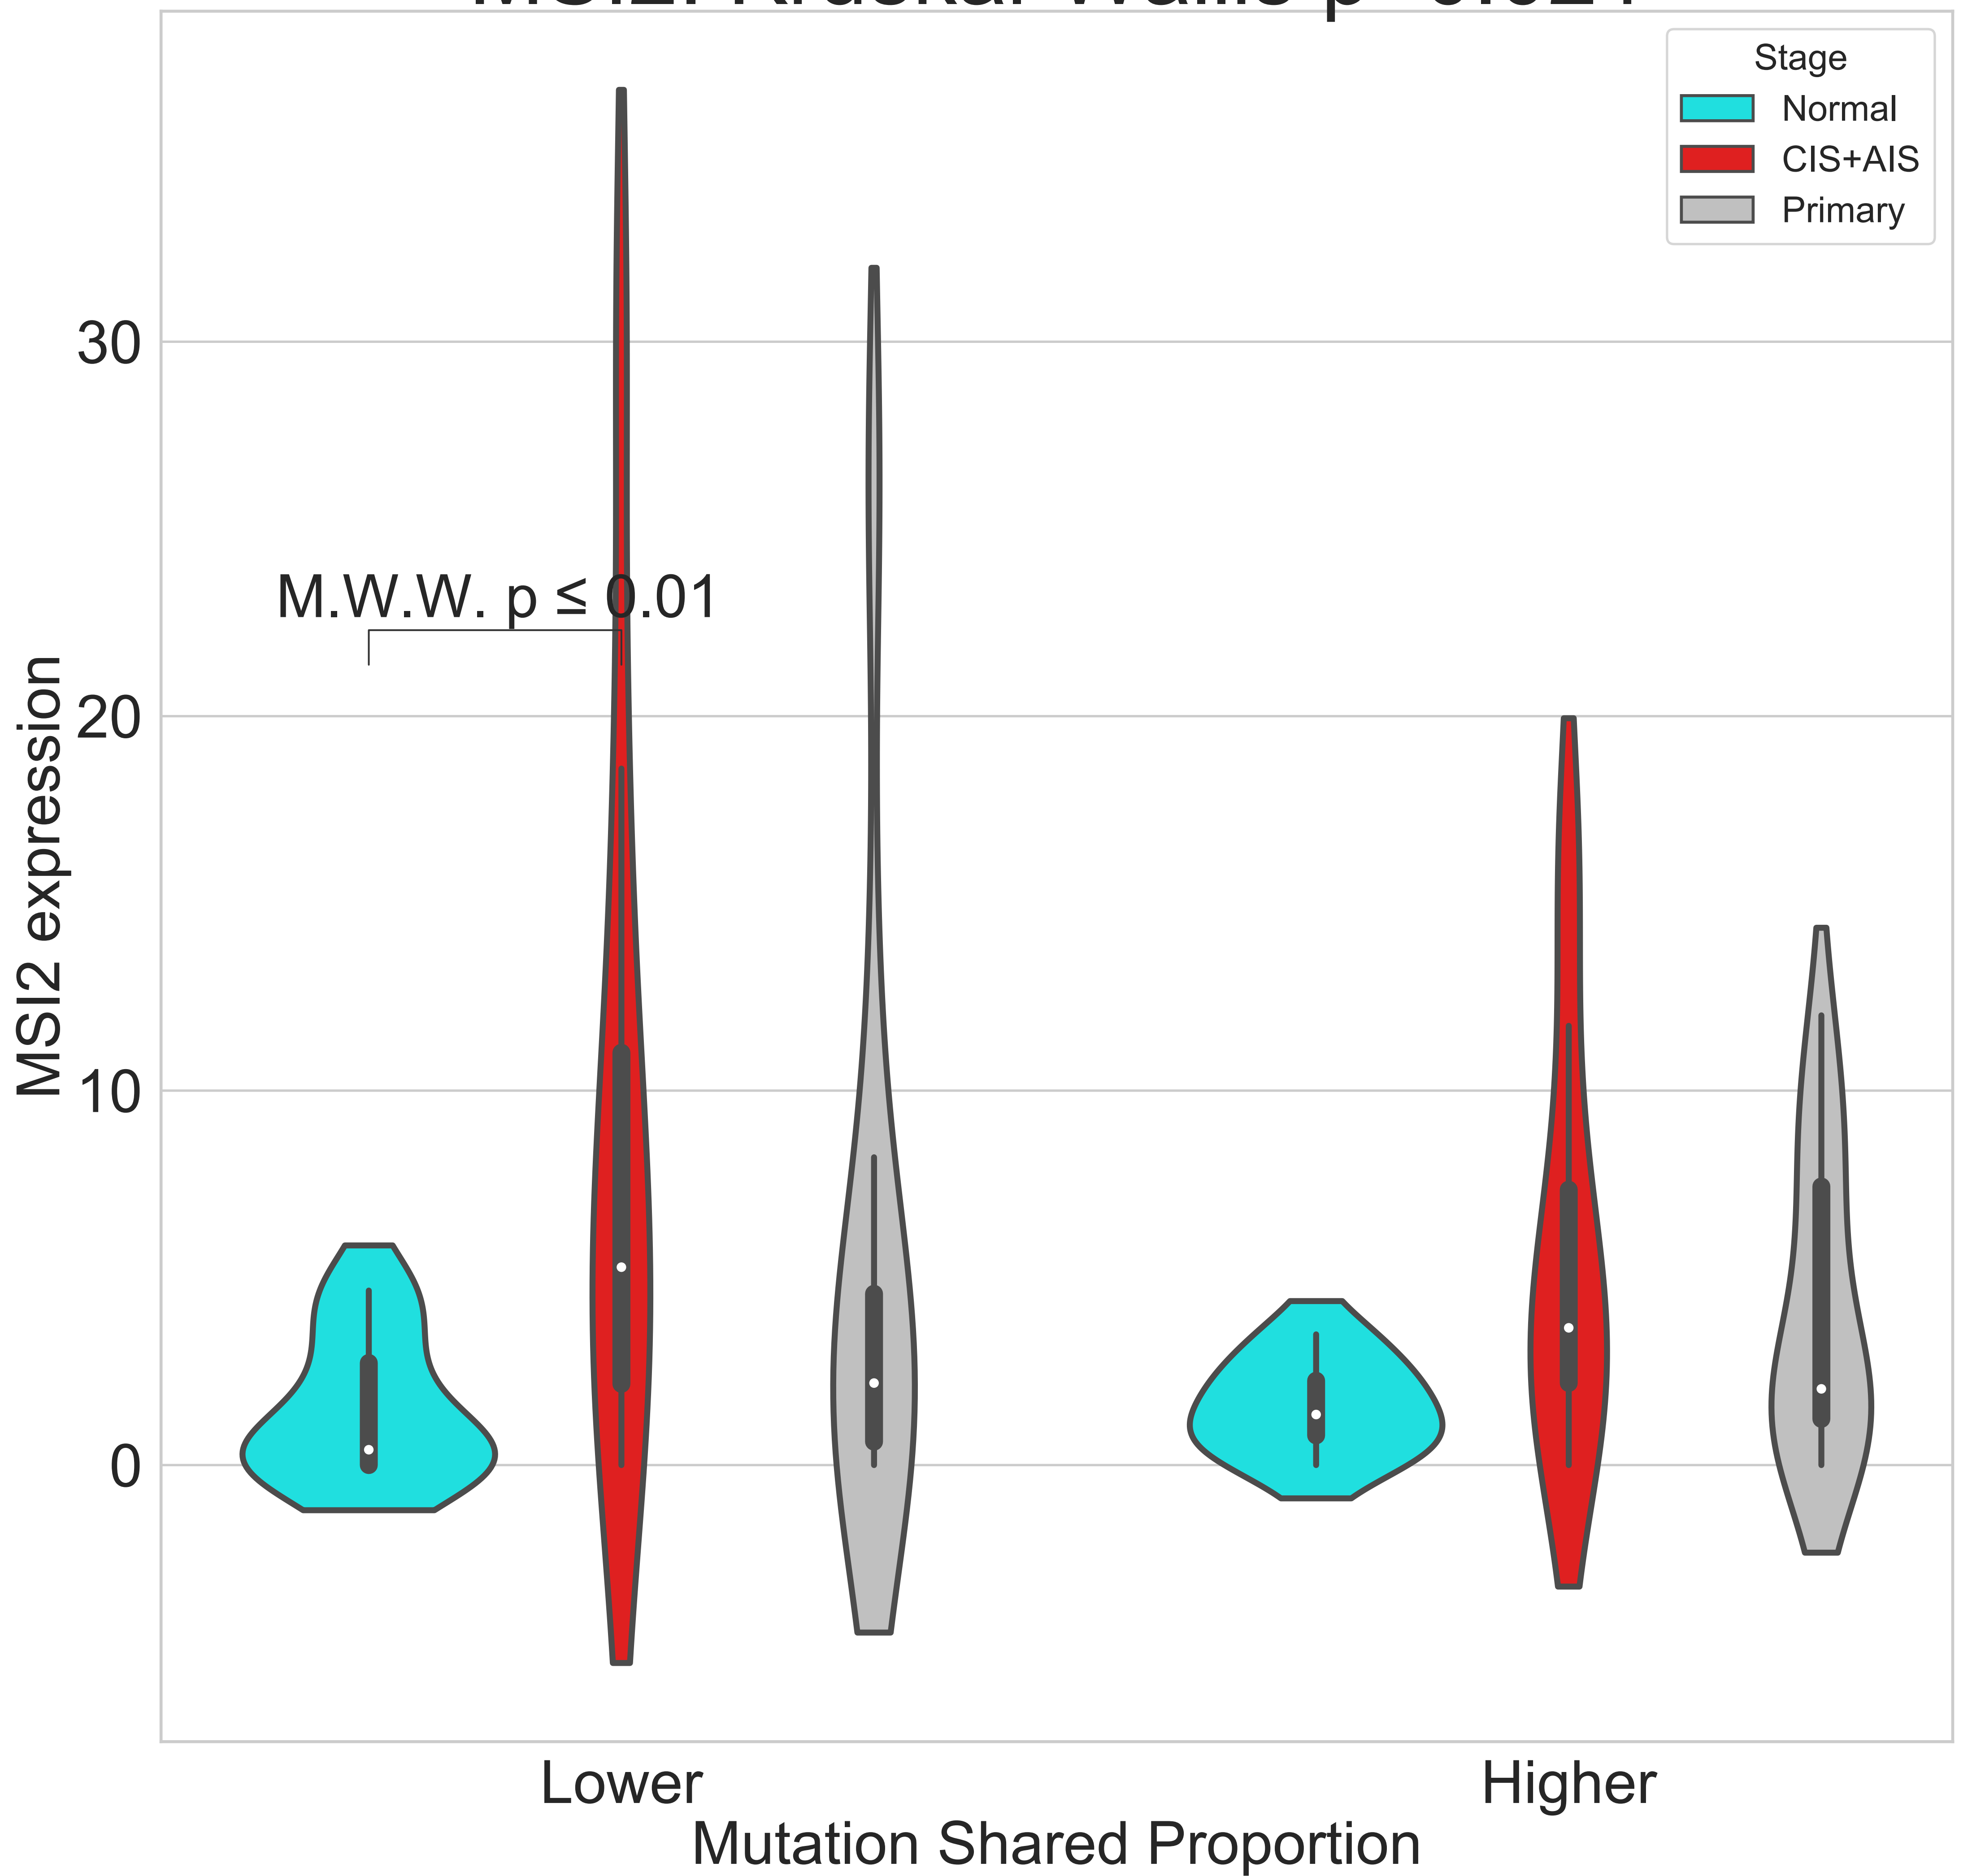 Stage
Normal
CIS+AIS
Primary
30
20
10
0
MSI2 expression
M.W.W. p ≤ 0.01
Lower
Higher
Mutation Shared Proportion